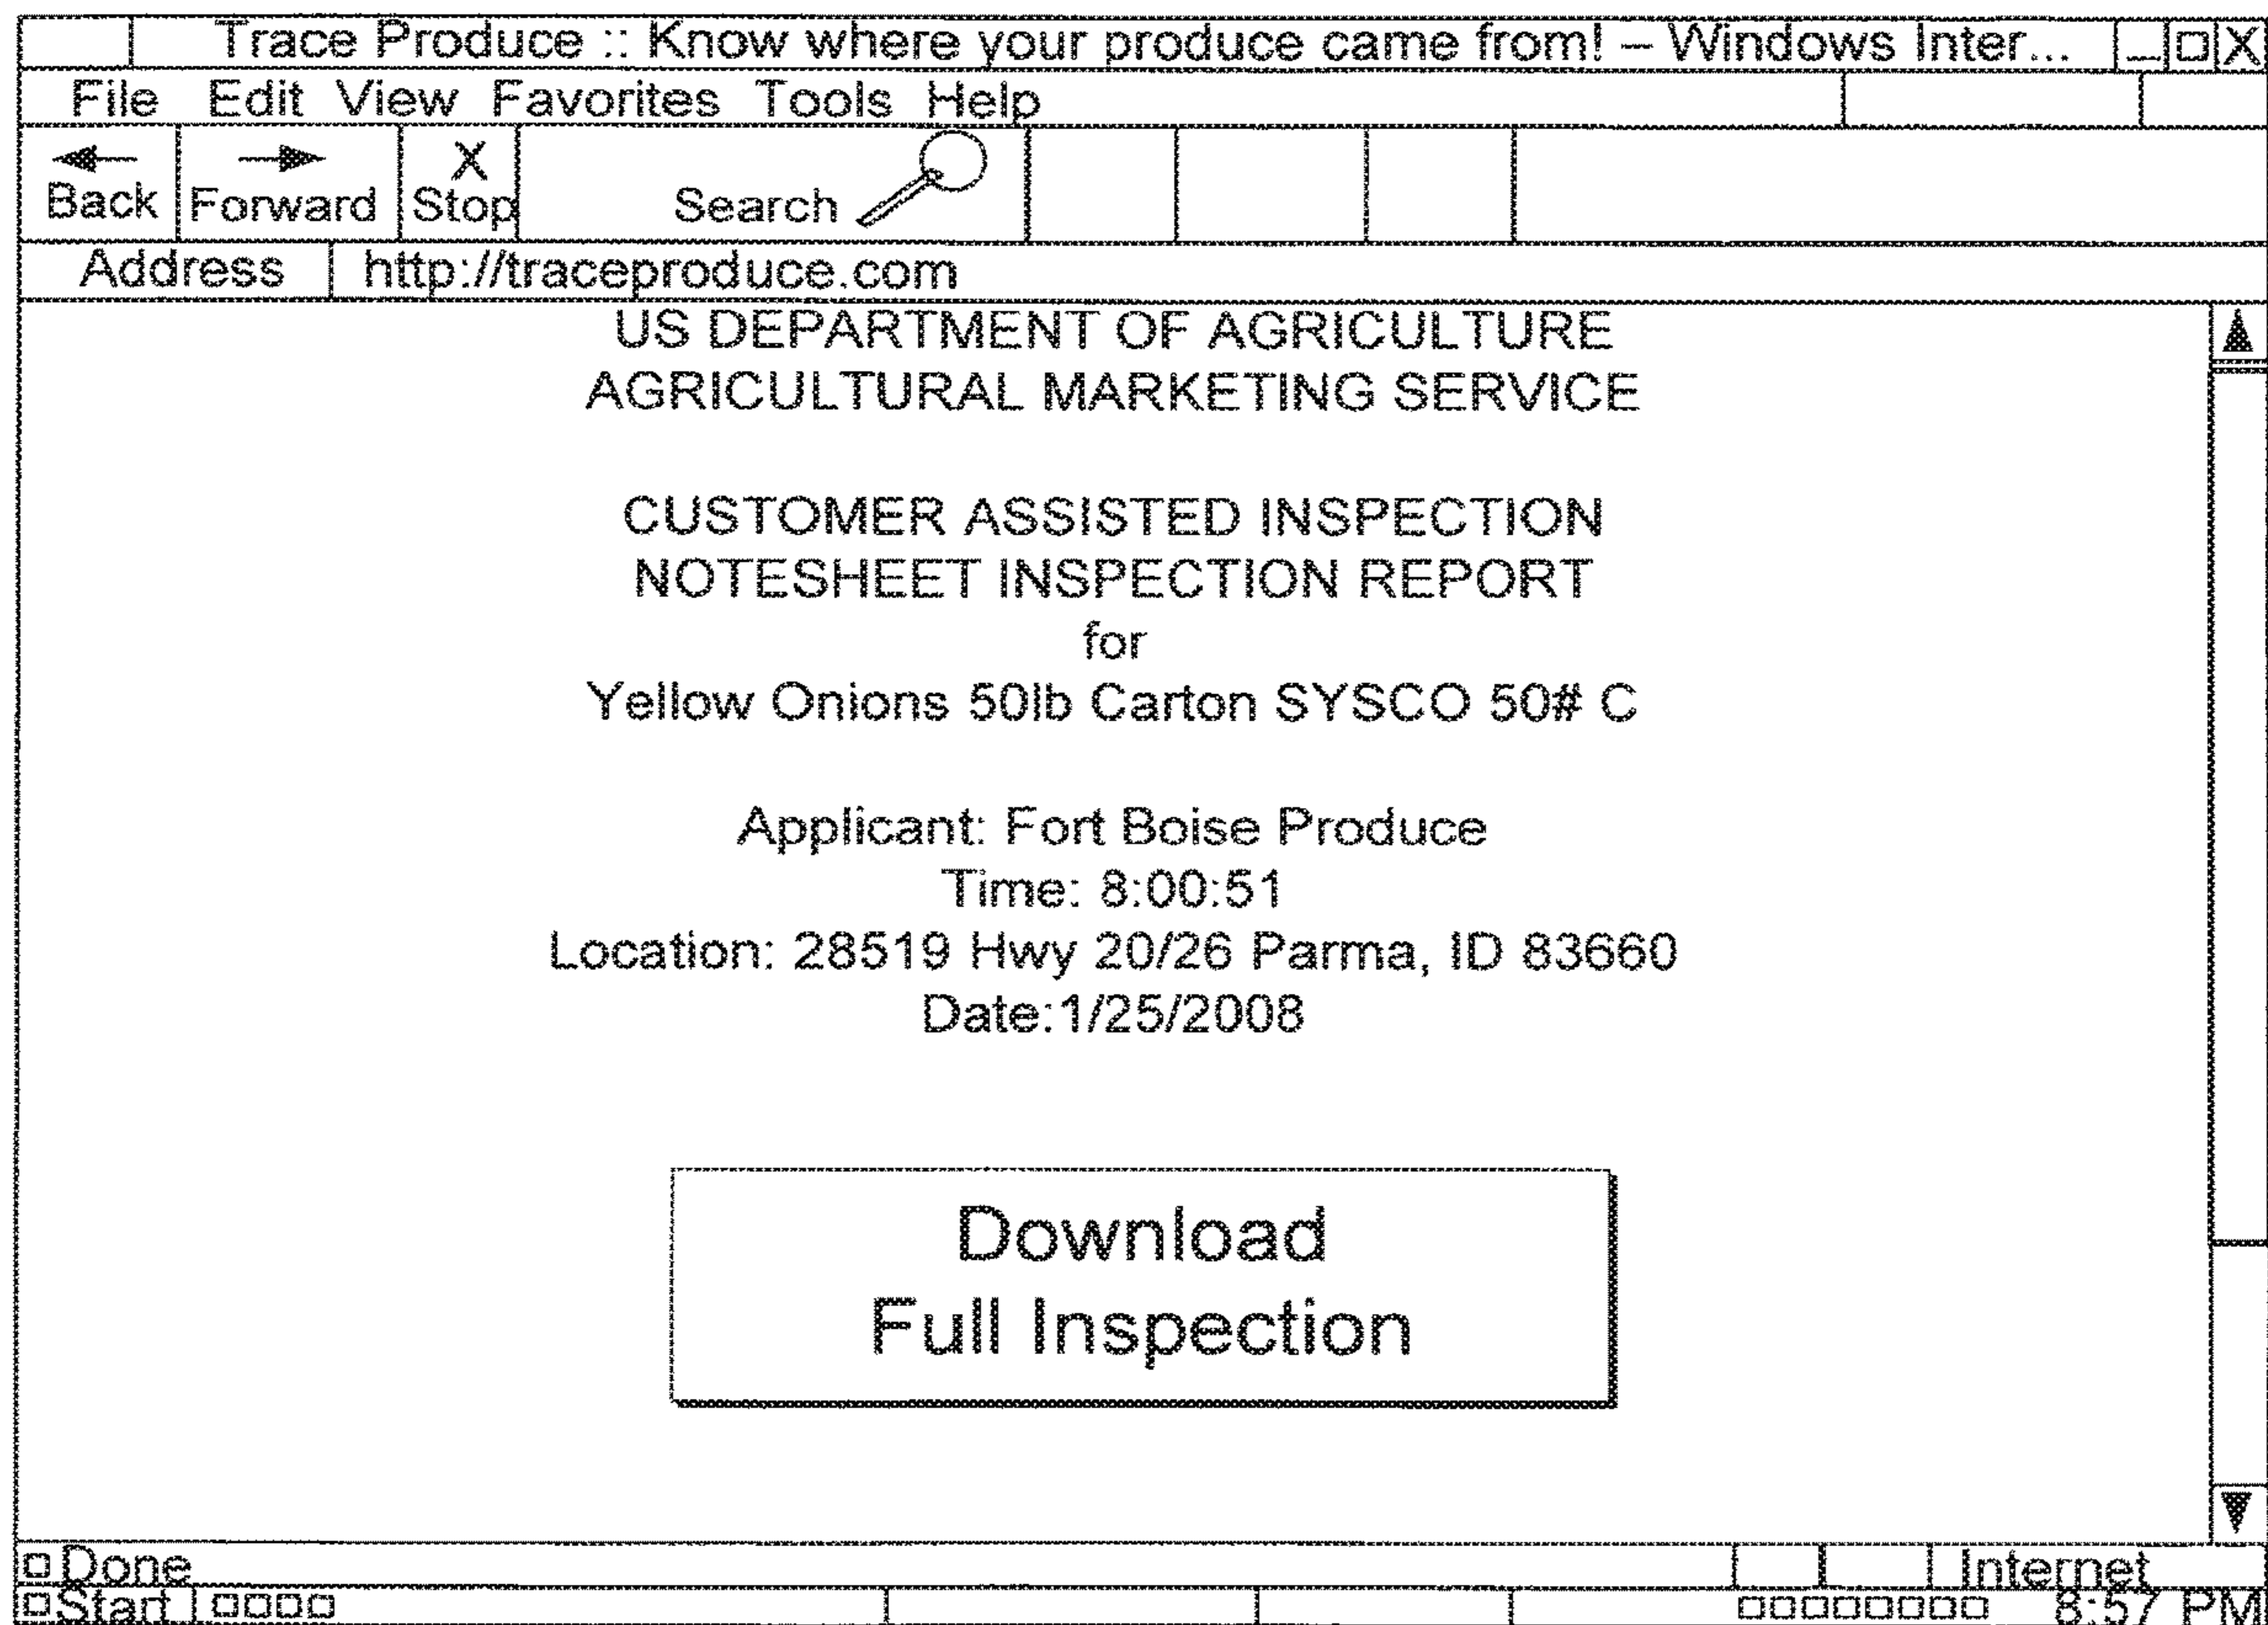 Trace Produce :: Know where your produce came from! – Windows Inter... _ □ X
File Edit View Favorites Tools Help
Back Forward X Stop Search
Address http://traceproduce.com
US DEPARTMENT OF AGRICULTURE
AGRICULTURAL MARKETING SERVICE
CUSTOMER ASSISTED INSPECTION
NOTESHEET INSPECTION REPORT
for
Yellow Onions 50lb Carton SYSCO 50# C
Applicant: Fort Boise Produce
Time: 8:00:51
Location: 28519 Hwy 20/26 Parma, ID 83660
Date:1/25/2008
Download
Full Inspection
Done Internet
Start 8:57 PM